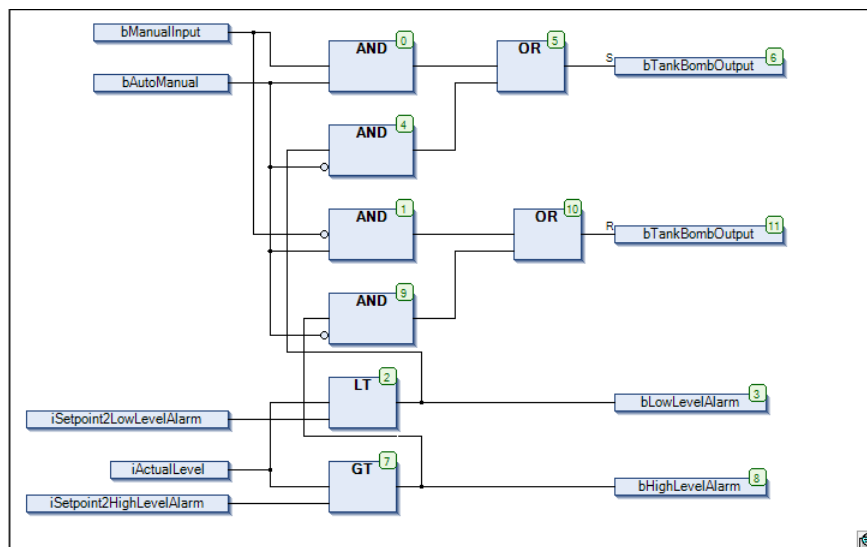 bManualInput
AND 0
OR 5
S
bTankBombOutput 6
bAutoManual
AND 4
AND 1
OR 10
R
bTankBombOutput 11
AND 9
LT 2
bLowLevelAlarm 3
iSetpoint2LowLevelAlarm
iActualLevel
GT 7
bHighLevelAlarm 8
iSetpoint2HighLevelAlarm